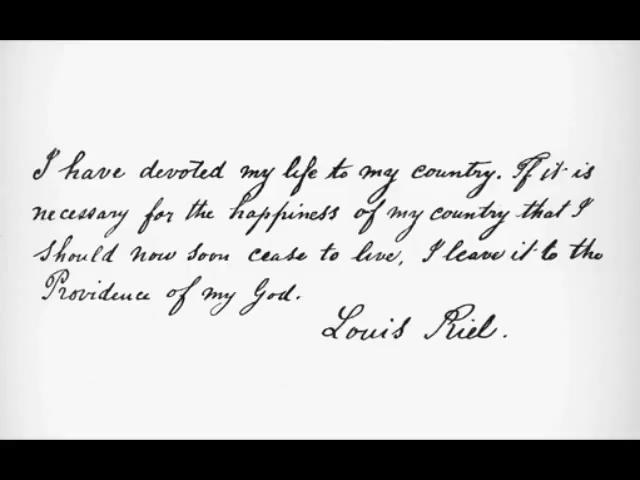 I have devoted my life to my country. If it is
necessary for the happiness of my country that I
should now soon cease to live, I leave it to the
Providence of my God.
Louis Riel.